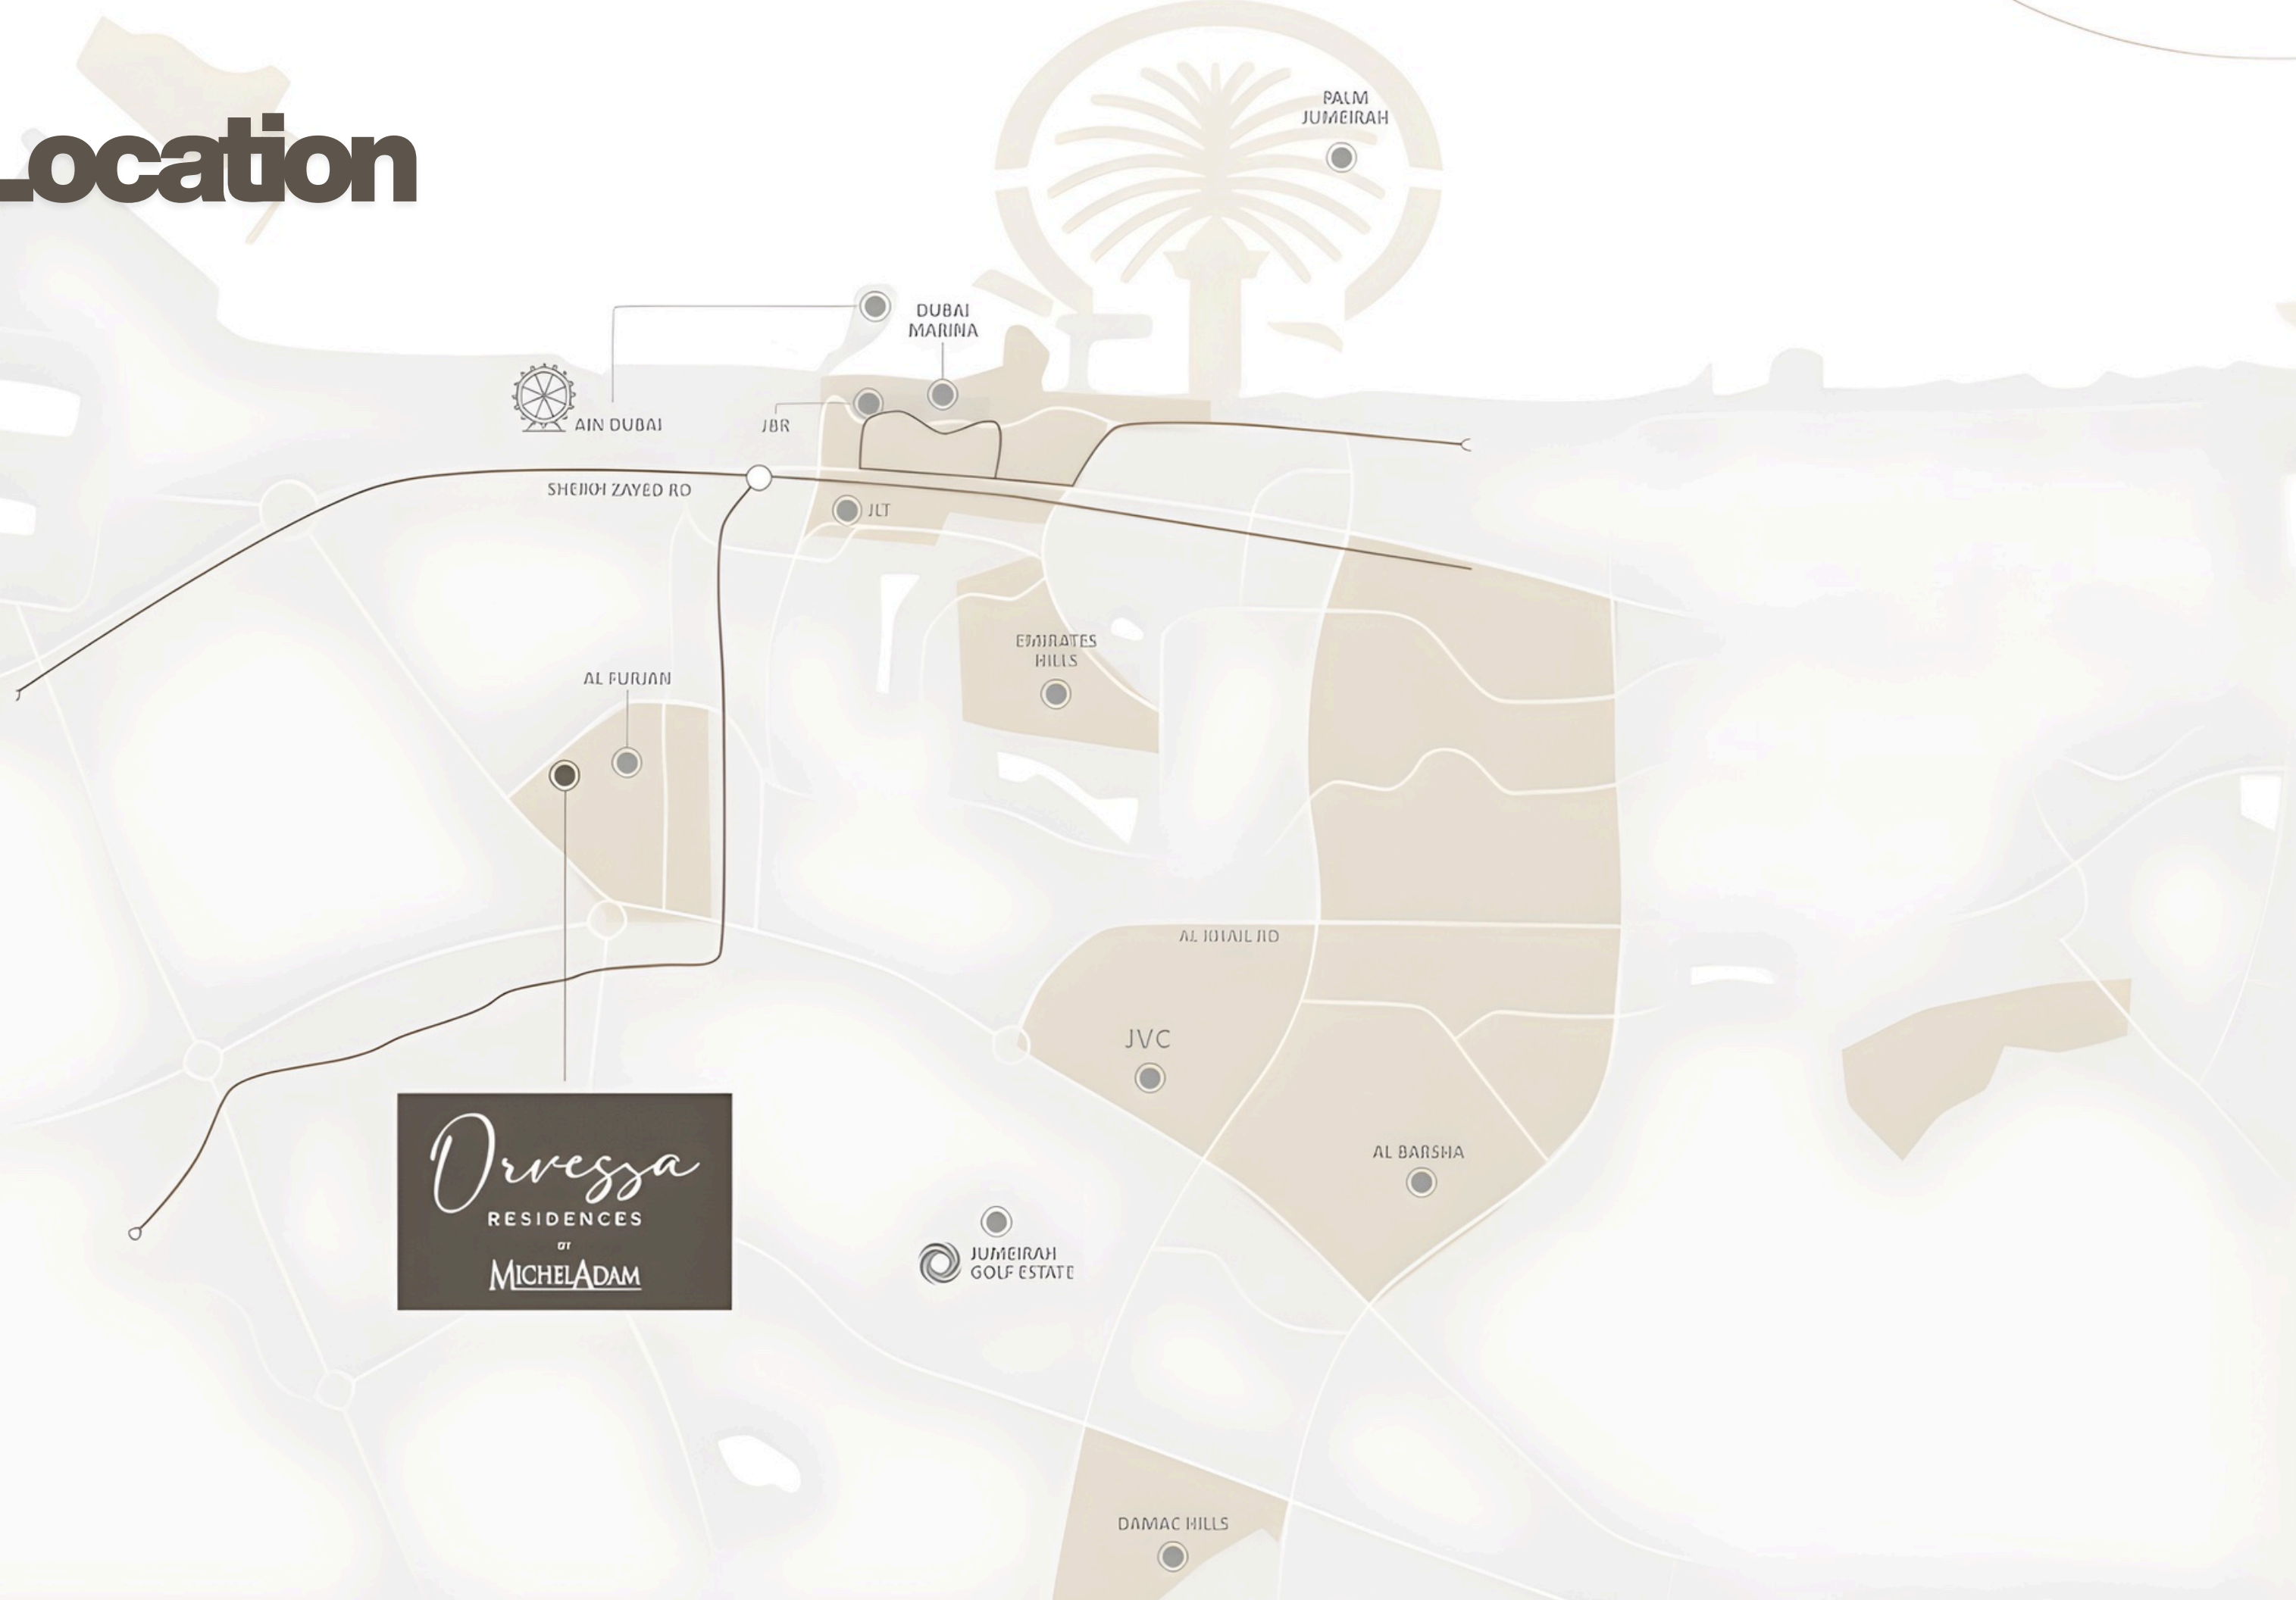 Location
PALM
JUMEIRAH
DUBAI
MARINA
AIN DUBAI
JBR
SHEIKH ZAYED RD
JLT
EMIRATES
HILLS
AL FURJAN
AL KHAIL RD
JVC
AL BARSHA
Orvessa
RESIDENCES
BY
MICHELADAM
JUMEIRAH
GOLF ESTATE
DAMAC HILLS